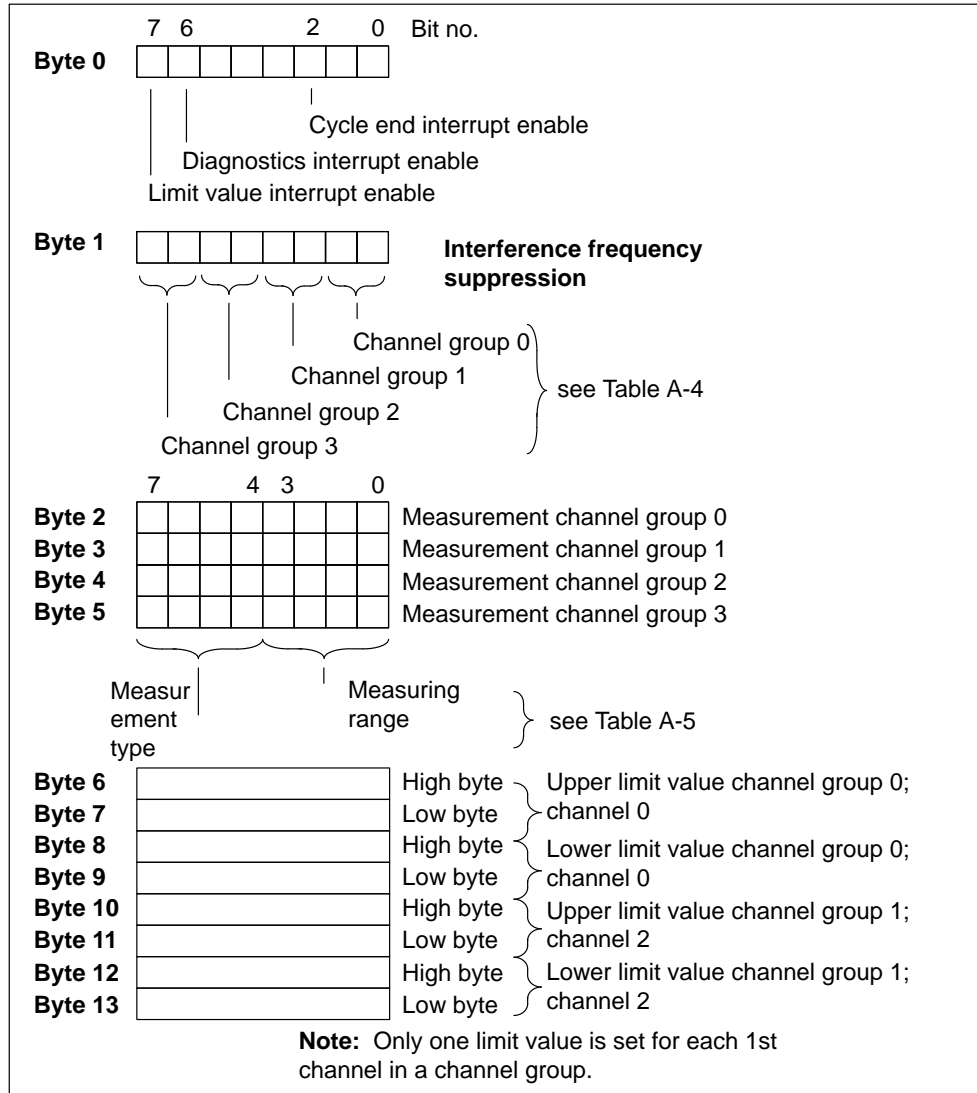 7 6 2 0 Bit no.
Byte 0
Cycle end interrupt enable
Diagnostics interrupt enable
Limit value interrupt enable
Byte 1
Interference frequency
suppression
Channel group 0
Channel group 1
see Table A-4
Channel group 2
Channel group 3
7 4 3 0
Byte 2 Measurement channel group 0
Byte 3 Measurement channel group 1
Byte 4 Measurement channel group 2
Byte 5 Measurement channel group 3
Measur
ement
type
Measuring
range
see Table A-5
Byte 6 High byte Upper limit value channel group 0;
Byte 7 Low byte channel 0
Byte 8 High byte Lower limit value channel group 0;
Byte 9 Low byte channel 0
Byte 10 High byte Upper limit value channel group 1;
Byte 11 Low byte channel 2
Byte 12 High byte Lower limit value channel group 1;
Byte 13 Low byte channel 2
Note: Only one limit value is set for each 1st
channel in a channel group.